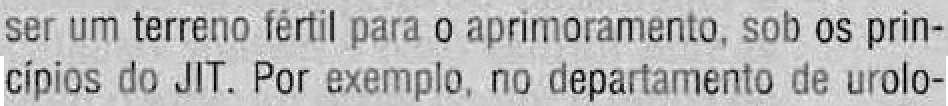 ser um terreno fértil para o aprimoramento, sob os prin-
cípios do JIT. Por exemplo, no departamento de urolo-